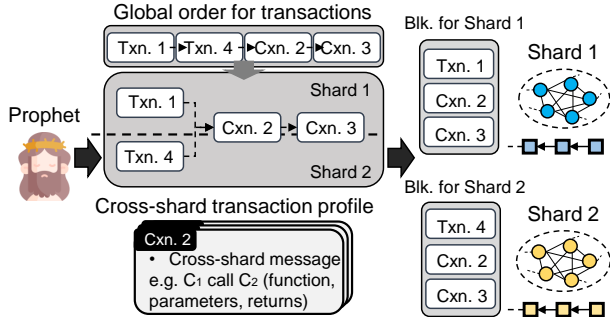 Global order for transactions
Txn. 1 Txn. 4 Cxn. 2 Cxn. 3
Prophet
Shard 1
Txn. 1
Cxn. 2 Cxn. 3
Txn. 4
Shard 2
Cross-shard transaction profile
Cxn. 2
• Cross-shard message
e.g. C₁ call C₂ (function,
parameters, returns)
Blk. for Shard 1
Txn. 1
Cxn. 2
Cxn. 3
Shard 1
Blk. for Shard 2
Txn. 4
Cxn. 2
Cxn. 3
Shard 2